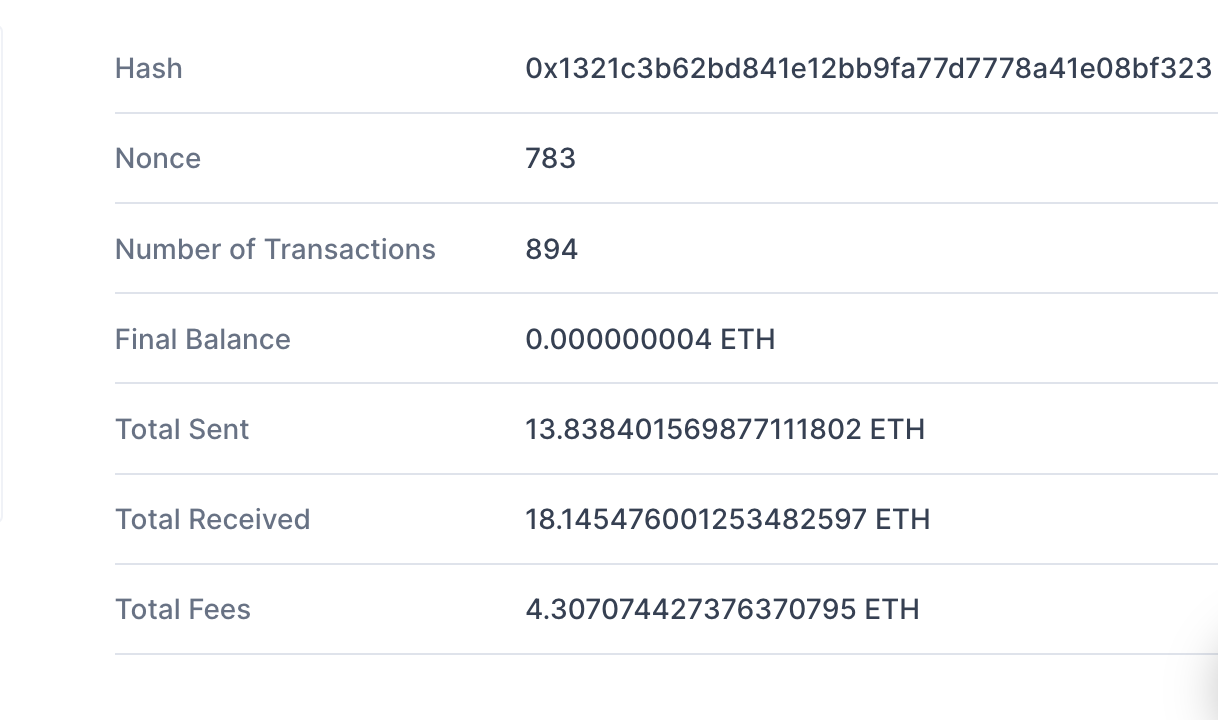 Hash 0x1321c3b62bd841e12bb9fa77d7778a41e08bf323
Nonce 783
Number of Transactions 894
Final Balance 0.000000004 ETH
Total Sent 13.838401569877111802 ETH
Total Received 18.145476001253482597 ETH
Total Fees 4.307074427376370795 ETH